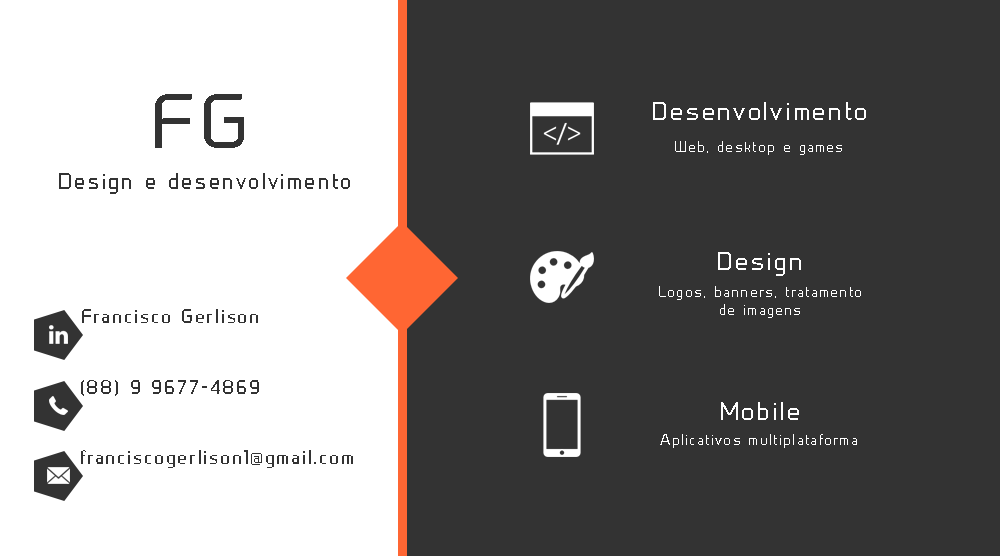 FG
Design e desenvolvimento
in
Francisco Gerlison
(88) 9 9677-4869
franciscogerlison1@gmail.com
</>
Desenvolvimento
Web, desktop e games
Design
Logos, banners, tratamento
de imagens
Mobile
Aplicativos multiplataforma